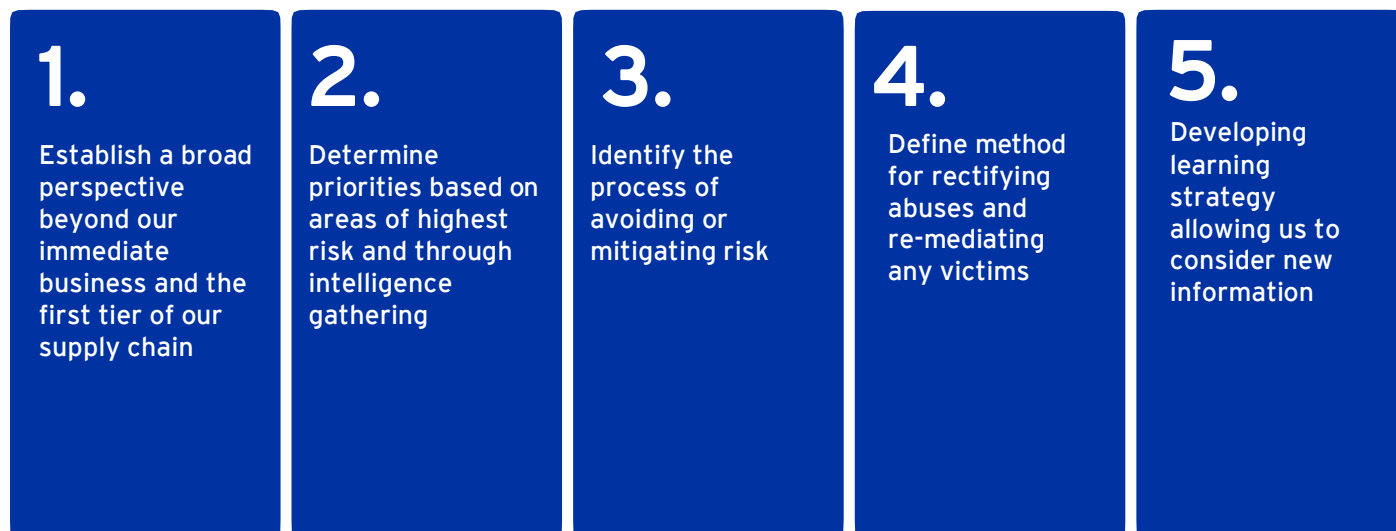 1.
Establish a broad
perspective
beyond our
immediate
business and the
first tier of our
supply chain
2.
Determine
priorities based on
areas of highest
risk and through
intelligence
gathering
3.
Identify the
process of
avoiding or
mitigating risk
4.
Define method
for rectifying
abuses and
re-mediating
any victims
5.
Developing
learning
strategy
allowing us to
consider new
information